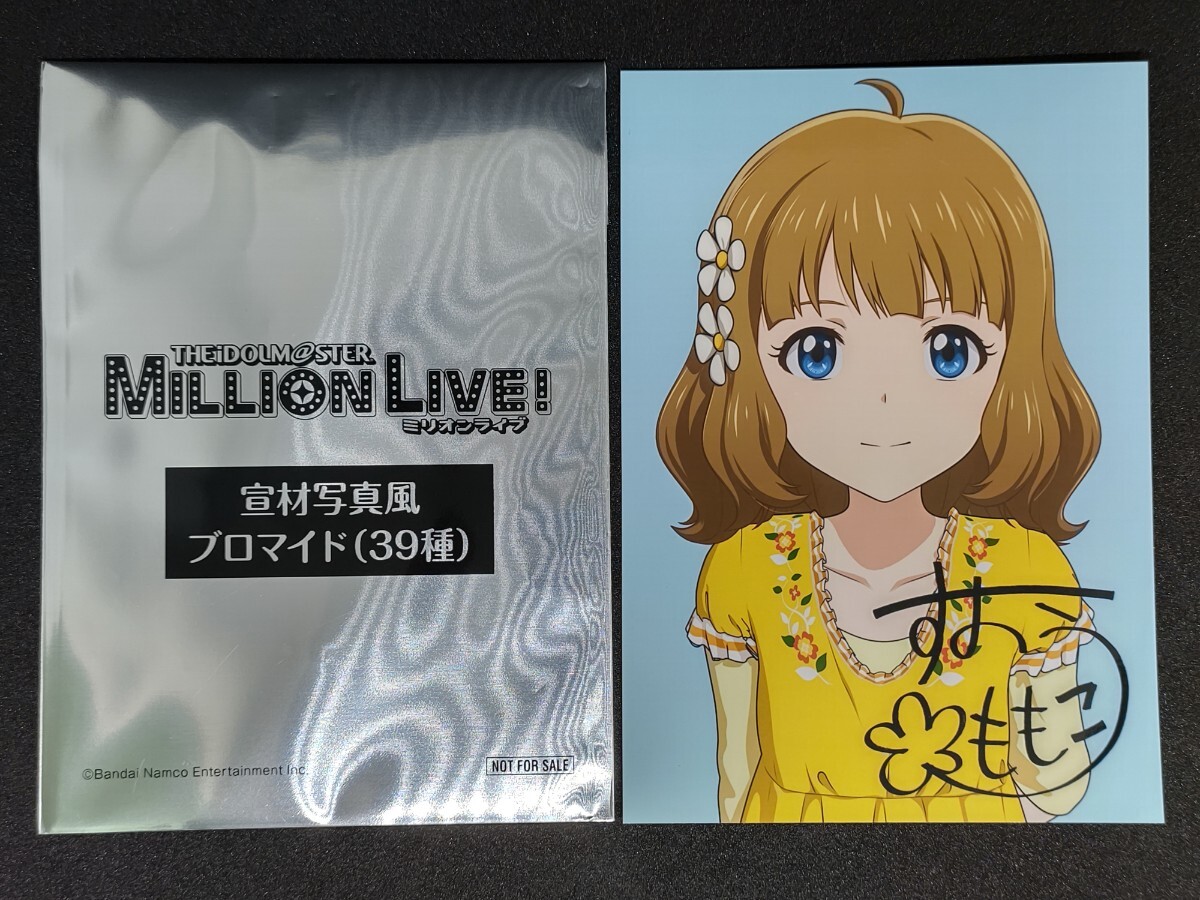 THE iDOLM@STER
MILLION LIVE!
ミリオンライブ
宣材写真風
ブロマイド(39種)
©Bandai Namco Entertainment Inc.
NOT FOR SALE
すおう
ももこ